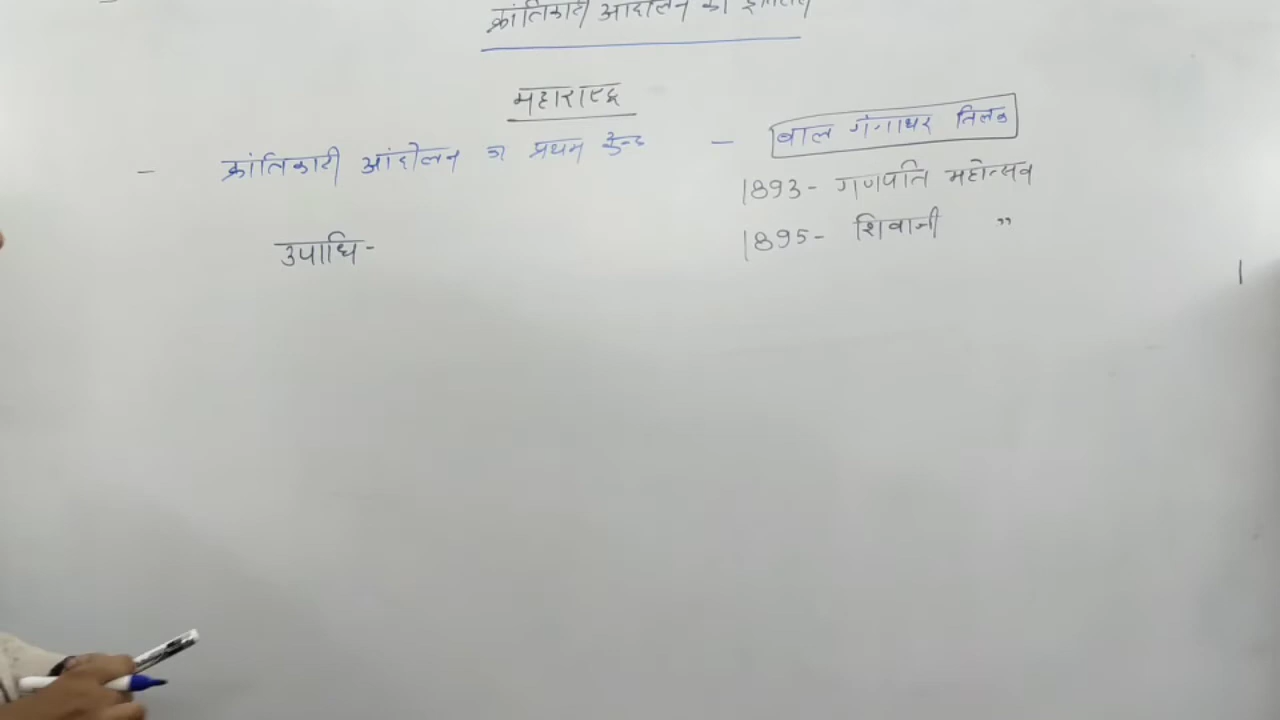 क्रांतिकारी आंदोलन का इतिहास
महाराष्ट्र
- क्रांतिकारी आंदोलन का प्रथम केन्द्र - बाल गंगाधर तिलक
1893- गणपति महोत्सव
1895- शिवाजी "
उपाधि-